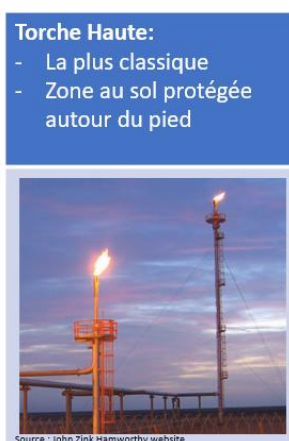 Torche Haute:
- La plus classique
- Zone au sol protégée
autour du pied
Source : John Zink Hamworthy website